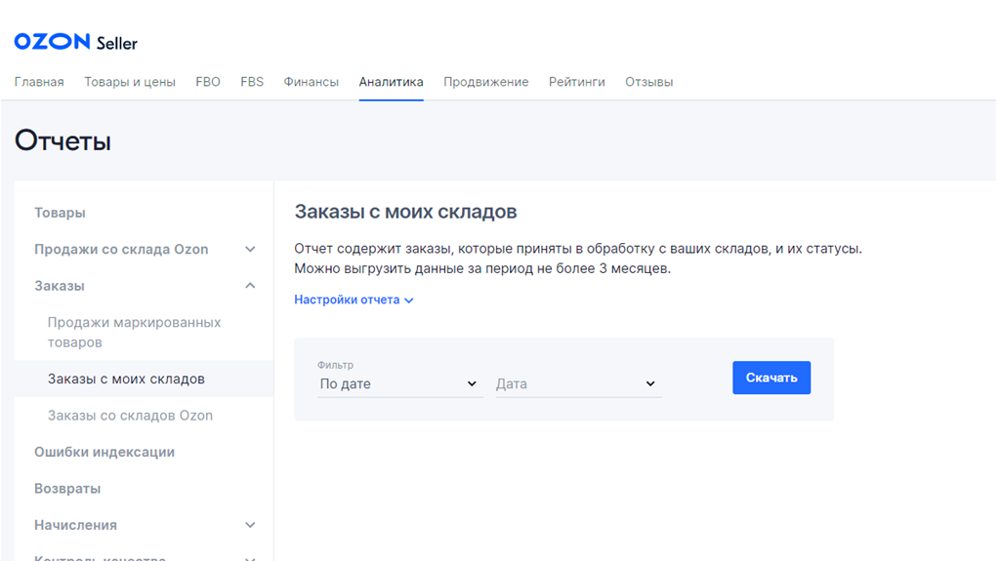 OZON Seller
Главная Товары и цены FBO FBS Финансы Аналитика Продвижение Рейтинги Отзывы
Отчеты
Товары
Продажи со склада Ozon
Заказы
Продажи маркированных
товаров
Заказы с моих складов
Заказы со складов Ozon
Ошибки индексации
Возвраты
Начисления
Контроль качества
Заказы с моих складов
Отчет содержит заказы, которые приняты в обработку с ваших складов, и их статусы.
Можно выгрузить данные за период не более 3 месяцев.
Настройки отчета
Фильтр
По дате
Дата
Скачать